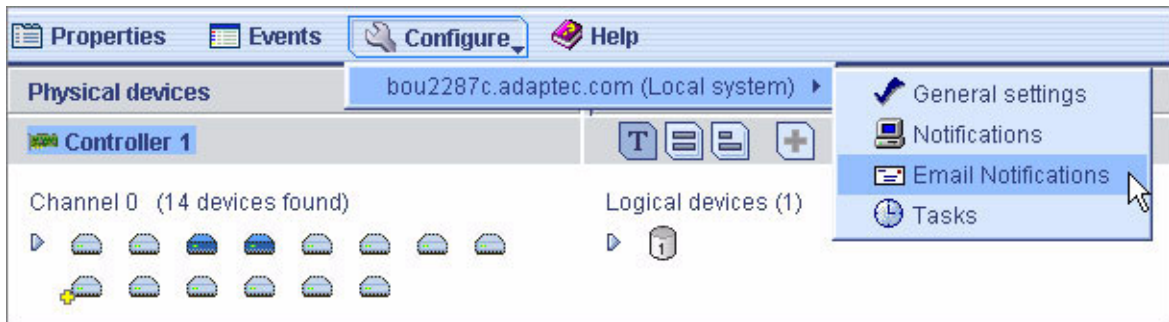 Properties Events Configure Help
Physical devices
bou2287c.adaptec.com (Local system)
General settings
Controller 1
T
Notifications
Email Notifications
Channel 0 (14 devices found)
Logical devices (1)
Tasks
1